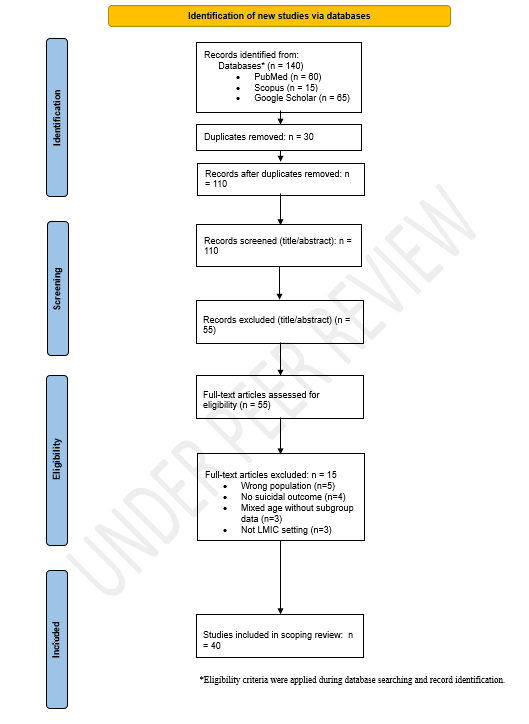 Identification of new studies via databases
Identification
Records identified from:
Databases* (n = 140)
• PubMed (n = 60)
• Scopus (n = 15)
• Google Scholar (n = 65)
Duplicates removed: n = 30
Records after duplicates removed: n
= 110
Screening
Records screened (title/abstract): n =
110
Records excluded (title/abstract) (n =
55)
Eligibility
Full-text articles assessed for
eligibility (n = 55)
Full-text articles excluded: n = 15
• Wrong population (n=5)
• No suicidal outcome (n=4)
• Mixed age without subgroup
data (n=3)
• Not LMIC setting (n=3)
Included
Studies included in scoping review: n
= 40
*Eligibility criteria were applied during database searching and record identification.
UNDER PEER REVIEW